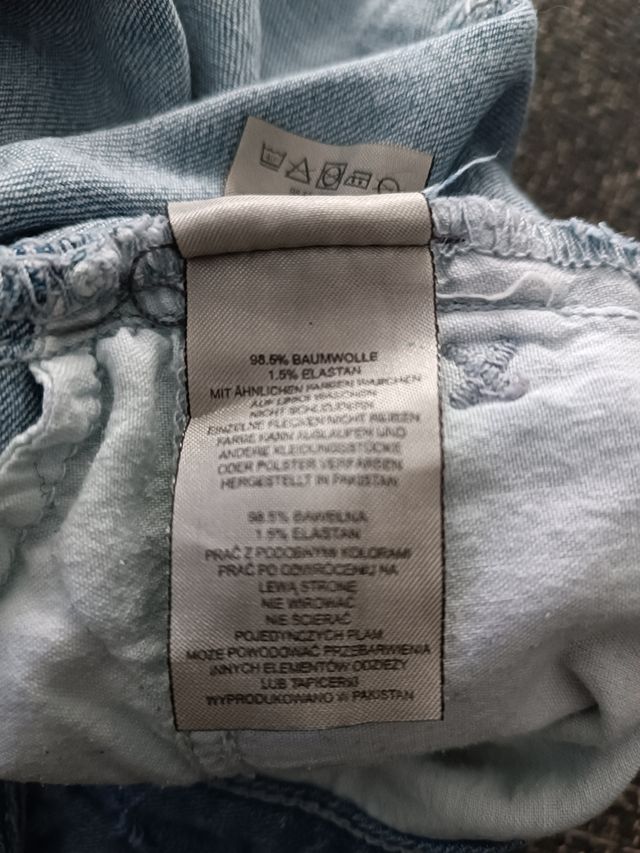 98.5% BAUMWOLLE
1.5% ELASTAN
MIT ÄHNLICHEN FARBEN WASCHEN
AUF LINKS WASCHEN
NICHT SCHLEUDERN
EINZELNE FLECKEN NICHT REIBEN
FARBE KANN AUSLAUFEN UND
ANDERE KLEIDUNGSSTÜCKE
ODER POLSTER VERFÄRBEN
HERGESTELLT IN PAKISTAN
98.5% BAWEŁNA
1.5% ELASTAN
PRAĆ Z PODOBNYMI KOLORAMI
PRAĆ PO ODWRÓCENIU NA
LEWĄ STRONĘ
NIE WIROWAĆ
NIE ŚCIERAĆ
POJEDYNCZYCH PLAM
MOŻE POWODOWAĆ PRZEBARWIENIA
INNYCH ELEMENTÓW ODZIEŻY
LUB TAPICERKI
WYPRODUKOWANO W PAKISTAN